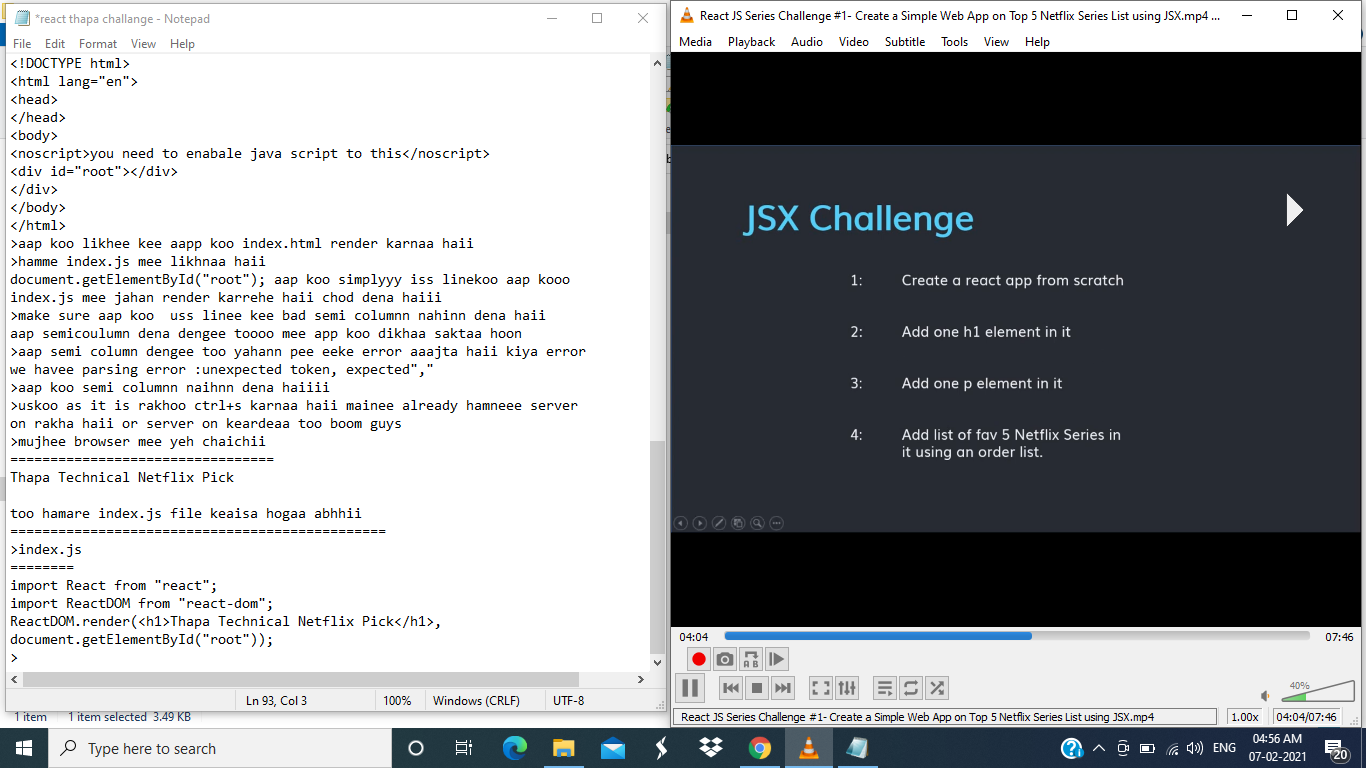 *react thapa challange - Notepad
File Edit Format View Help
<!DOCTYPE html>
<html lang="en">
<head>
</head>
<body>
<noscript>you need to enabale java script to this</noscript>
<div id="root"></div>
</div>
</body>
</html>
>aap koo likhee kee aapp koo index.html render karnaa haii
>hamme index.js mee likhnaa haii
document.getElementById("root"); aap koo simplyyy iss linekoo aap kooo
index.js mee jahan render karrehe haii chod dena haiii
>make sure aap koo  uss linee kee bad semi columnn nahinn dena haii
aap semicoulumn dena dengee toooo mee app koo dikhaa saktaa hoon
>aap semi column dengee too yahann pee eeke error aaajta haii kiya error
we havee parsing error :unexpected token, expected","
>aap koo semi columnn naihnn dena haiiii
>uskoo as it is rakhoo ctrl+s karnaa haii mainee already hamneee server
on rakha haii or server on keardeaa too boom guys
>mujhee browser mee yeh chaichii
=================================
Thapa Technical Netflix Pick
too hamare index.js file keaisa hogaa abhhii
===============================================
>index.js
========
import React from "react";
import ReactDOM from "react-dom";
ReactDOM.render(<h1>Thapa Technical Netflix Pick</h1>,
document.getElementById("root"));
>
Ln 93, Col 3 100% Windows (CRLF) UTF-8
1 item 1 item selected 3.49 KB
React JS Series Challenge #1- Create a Simple Web App on Top 5 Netflix Series List using JSX.mp4 ...
Media Playback Audio Video Subtitle Tools View Help
JSX Challenge
1: Create a react app from scratch
2: Add one h1 element in it
3: Add one p element in it
4: Add list of fav 5 Netflix Series in
it using an order list.
04:04 07:46
A B
40%
React JS Series Challenge #1- Create a Simple Web App on Top 5 Netflix Series List using JSX.mp4 1.00x 04:04/07:46
Type here to search
ENG
04:56 AM
07-02-2021
20